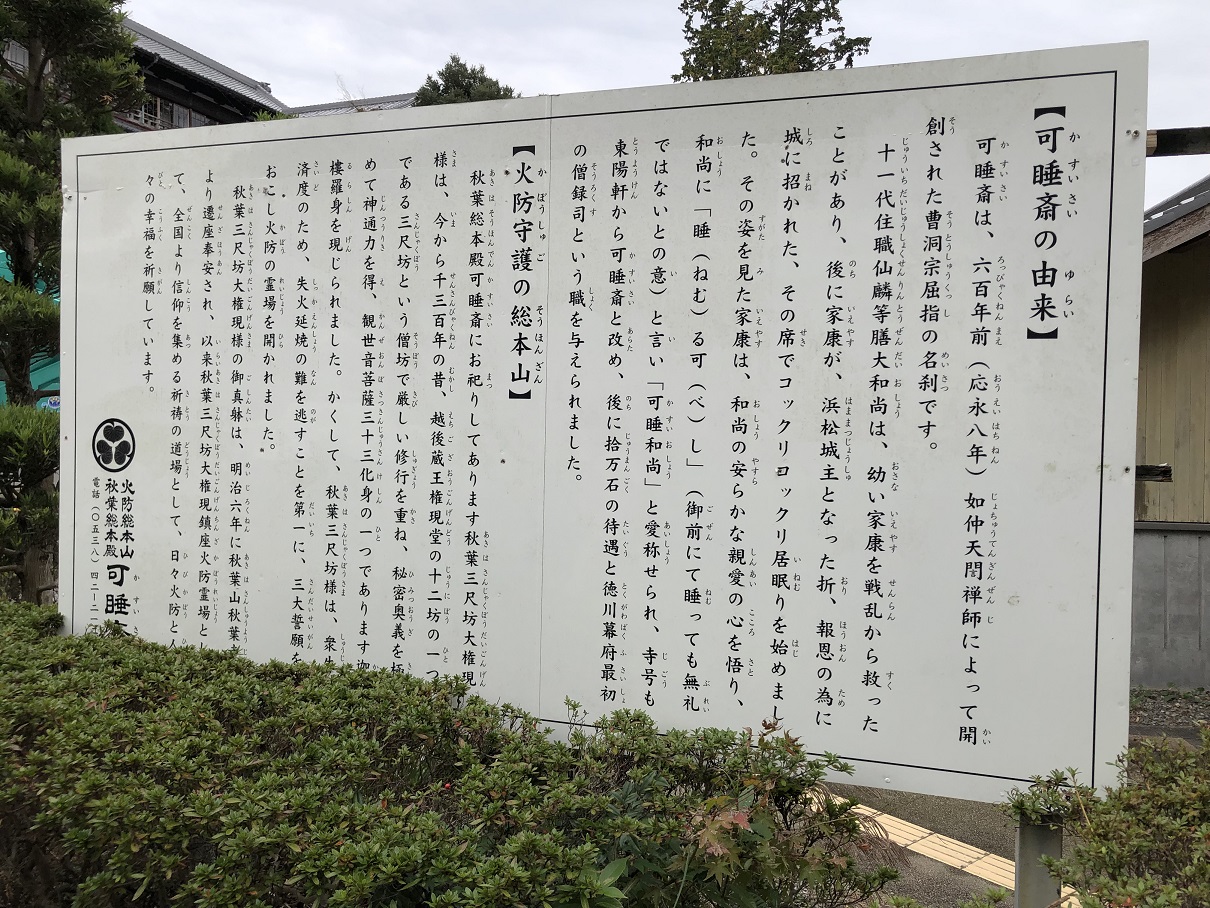 【可睡斎の由来】
可睡斎は、六百年前（応永八年）如仲天誾禅師によって開
創された曹洞宗屈指の名刹です。
十一代住職仙麟等膳大和尚は、幼い家康を戦乱から救った
ことがあり、後に家康が、浜松城主となった折、報恩の為に
城に招かれた、その席でコックリコックリ居眠りを始めまし
た。その姿を見た家康は、和尚の安らかな親愛の心を悟り、
和尚に「睡（ねむ）る可（べ）し」（御前にて睡っても無礼
ではないとの意）と言い「可睡和尚」と愛称せられ、寺号も
東陽軒から可睡斎と改め、後に拾万石の待遇と徳川幕府最初
の僧録司という職を与えられました。
【火防守護の総本山】
秋葉総本殿可睡斎にお祀りしてあります秋葉三尺坊大権現
様は、今から千三百年の昔、越後蔵王権現堂の十二坊の一つ
である三尺坊という僧坊で厳しい修行を重ね、秘密奥義を
めて神通力を得、観世音菩薩三十三化身の一つであります
楼羅身を現じられました。かくして、秋葉三尺坊様は、衆
済度のため、失火延焼の難を逃すことを第一に、三大誓願を
おこし火防の霊場を開かれました。
秋葉三尺坊大権現様の御真躰は、明治六年に秋葉山秋葉
より遷座奉安され、以来秋葉三尺坊大権現鎮座火防霊場と
て、全国より信仰を集める祈祷の道場として、日々火防と人
々の幸福を祈願しています。
火防総本山
秋葉総本殿
可睡
電話（〇五三八）四二－二